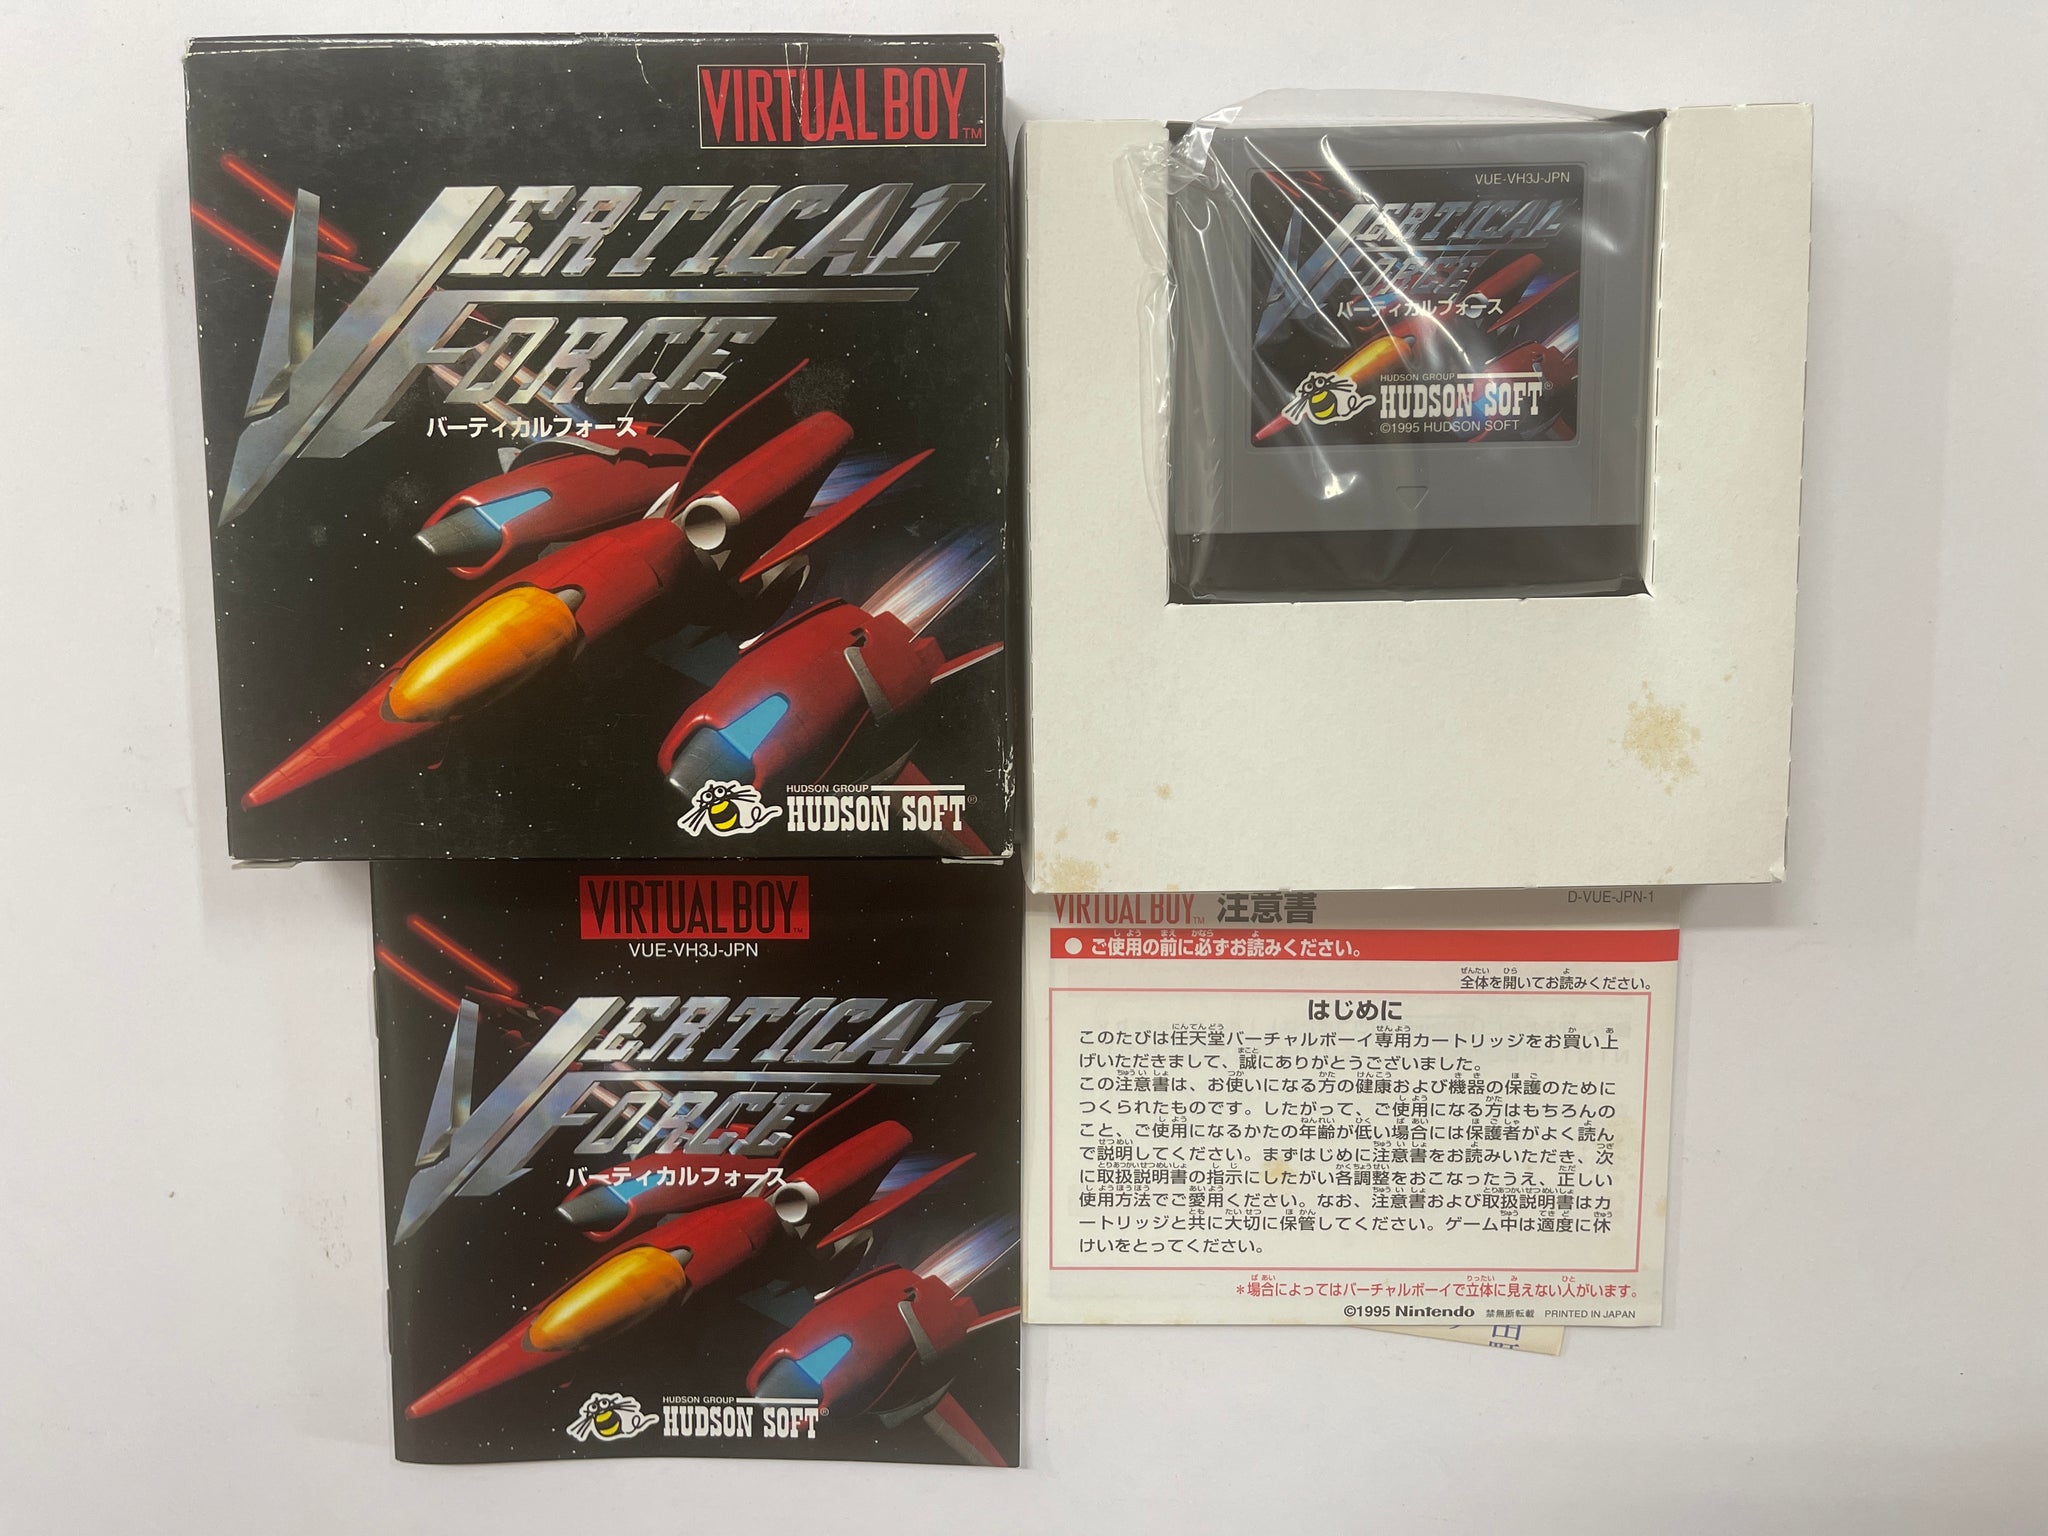 VIRTUAL BOY™
VERTICAL
FORCE
バーティカルフォース
HUDSON GROUP
HUDSON SOFT®
VUE-VH3J-JPN
VERTICAL
FORCE
バーティカルフォース
HUDSON GROUP
HUDSON SOFT®
©1995 HUDSON SOFT
VIRTUAL BOY™
VUE-VH3J-JPN
VERTICAL
FORCE
バーティカルフォース
HUDSON GROUP
HUDSON SOFT®
VIRTUAL BOY™ 注意書 D-VUE-JPN-1
●ご使用の前に必ずお読みください。
全体を開いてお読みください。
はじめに
このたびは任天堂バーチャルボーイ専用カートリッジをお買い上
げいただきまして、誠にありがとうございました。
この注意書は、お使いになる方の健康および機器の保護のために
つくられたものです。したがって、ご使用になる方はもちろんの
こと、ご使用になるかたの年齢が低い場合には保護者がよく読ん
で説明してください。まずはじめに注意書をお読みいただき、次
に取扱説明書の指示にしたがい各調整をおこなったうえ、正しい
使用方法でご愛用ください。なお、注意書および取扱説明書はカ
ートリッジと共に大切に保管してください。ゲーム中は適度に休
けいをとってください。
*場合によってはバーチャルボーイで立体に見えない人がいます。
©1995 Nintendo 禁無断転載 PRINTED IN JAPAN